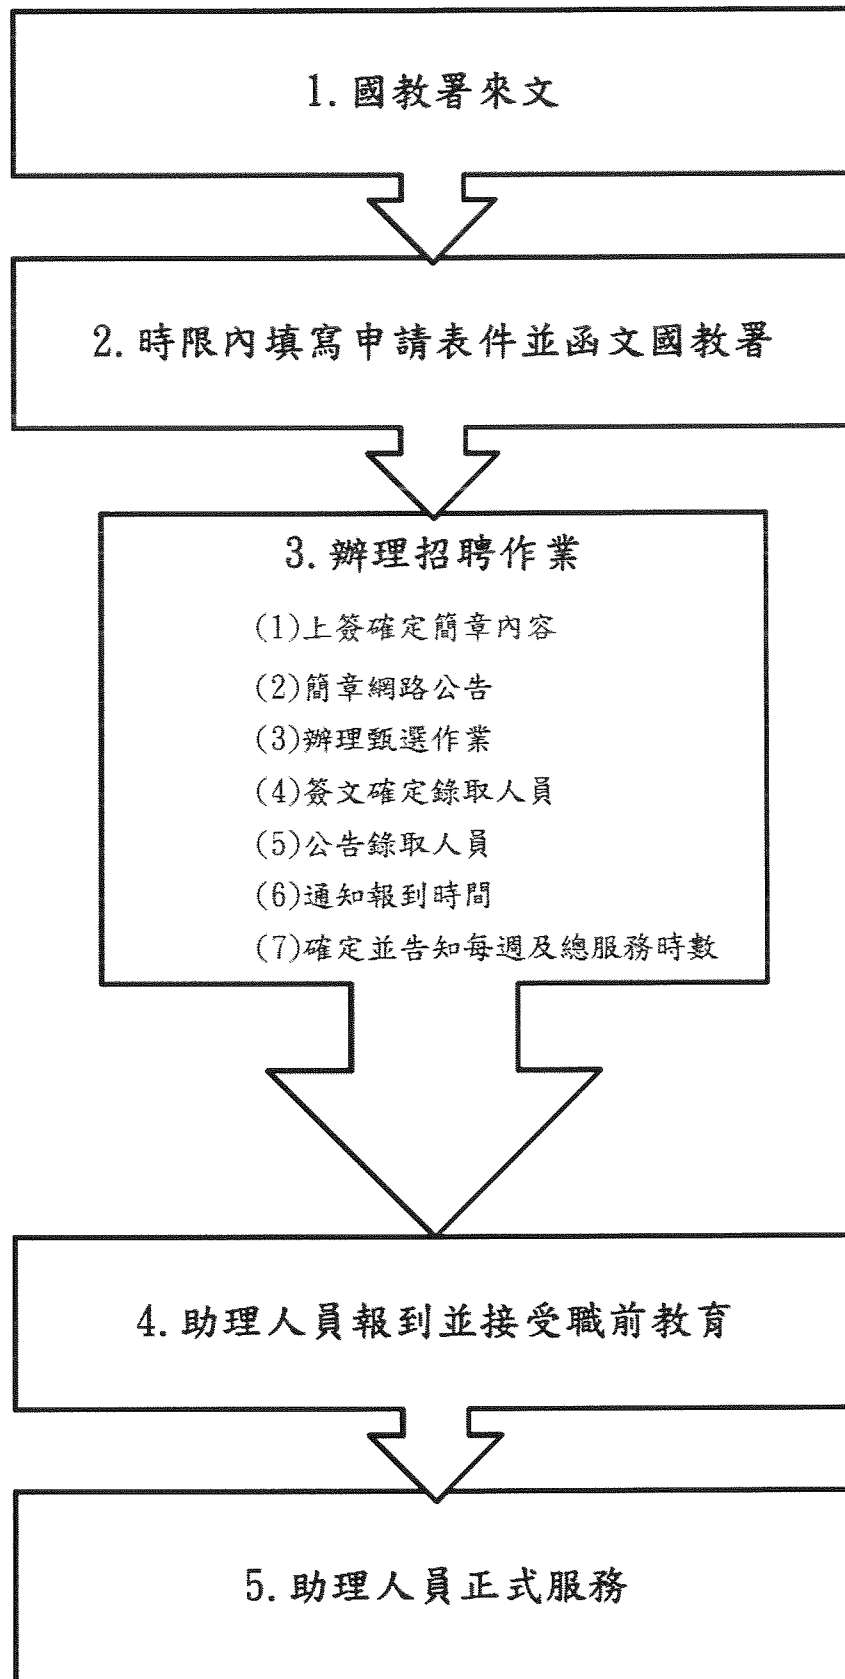 1.國教署來文
2.時限內填寫申請表件並函文國教署
3.辦理招聘作業
(1)上簽確定簡章內容
(2)簡章網路公告
(3)辦理甄選作業
(4)簽文確定錄取人員
(5)公告錄取人員
(6)通知報到時間
(7)確定並告知每週及總服務時數
4.助理人員報到並接受職前教育
5.助理人員正式服務